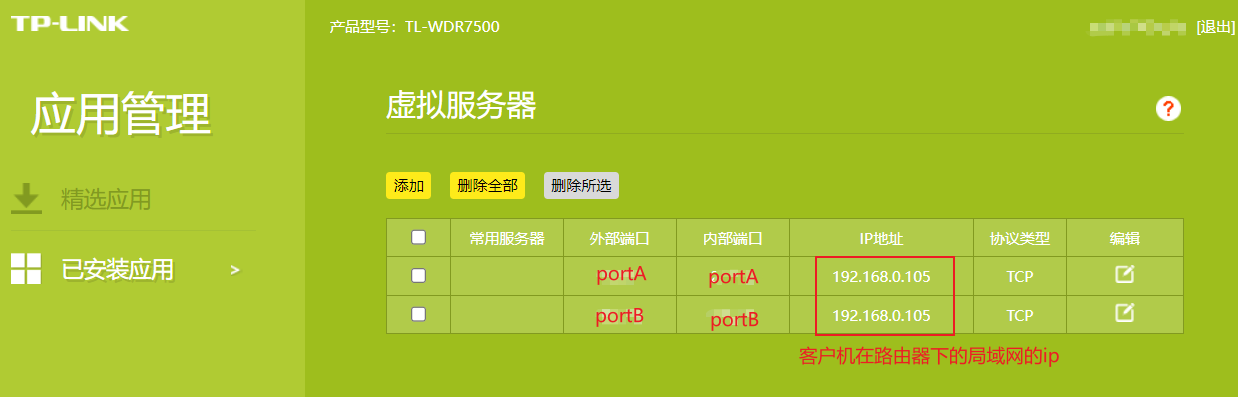 TP-LINK
产品型号：TL-WDR7500
[退出]
应用管理
精选应用
已安装应用 >
虚拟服务器
?
添加 删除全部 删除所选
常用服务器 外部端口 内部端口 IP地址 协议类型 编辑
portA portA 192.168.0.105 TCP
portB portB 192.168.0.105 TCP
客户机在路由器下的局域网的ip